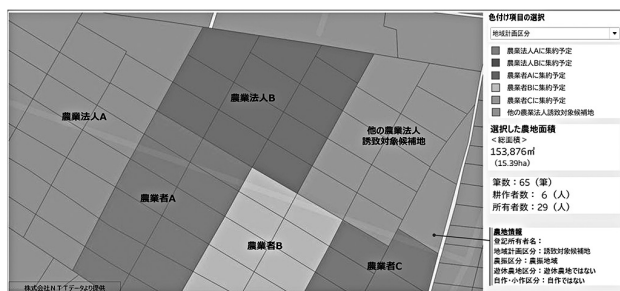 色付け項目の選択
地域計画区分
農業法人Aに集約予定
農業法人Bに集約予定
農業者Aに集約予定
農業者Bに集約予定
農業者Cに集約予定
他の農業法人誘致対象候補地
選択した農地面積
＜総面積＞
153,876㎡
（15.39ha）
筆数：65（筆）
耕作者数： 6（人）
所有者数：29（人）
農地情報
登記所有者名：
地域計画区分：誘致対象候補地
農振区分：農振地域
遊休農地区分：遊休農地ではない
自作・小作区分：自作ではない
農業法人A
農業法人B
他の農業法人
誘致対象候補地
農業者A
農業者B
農業者C
株式会社ＮＴＴデータより提供